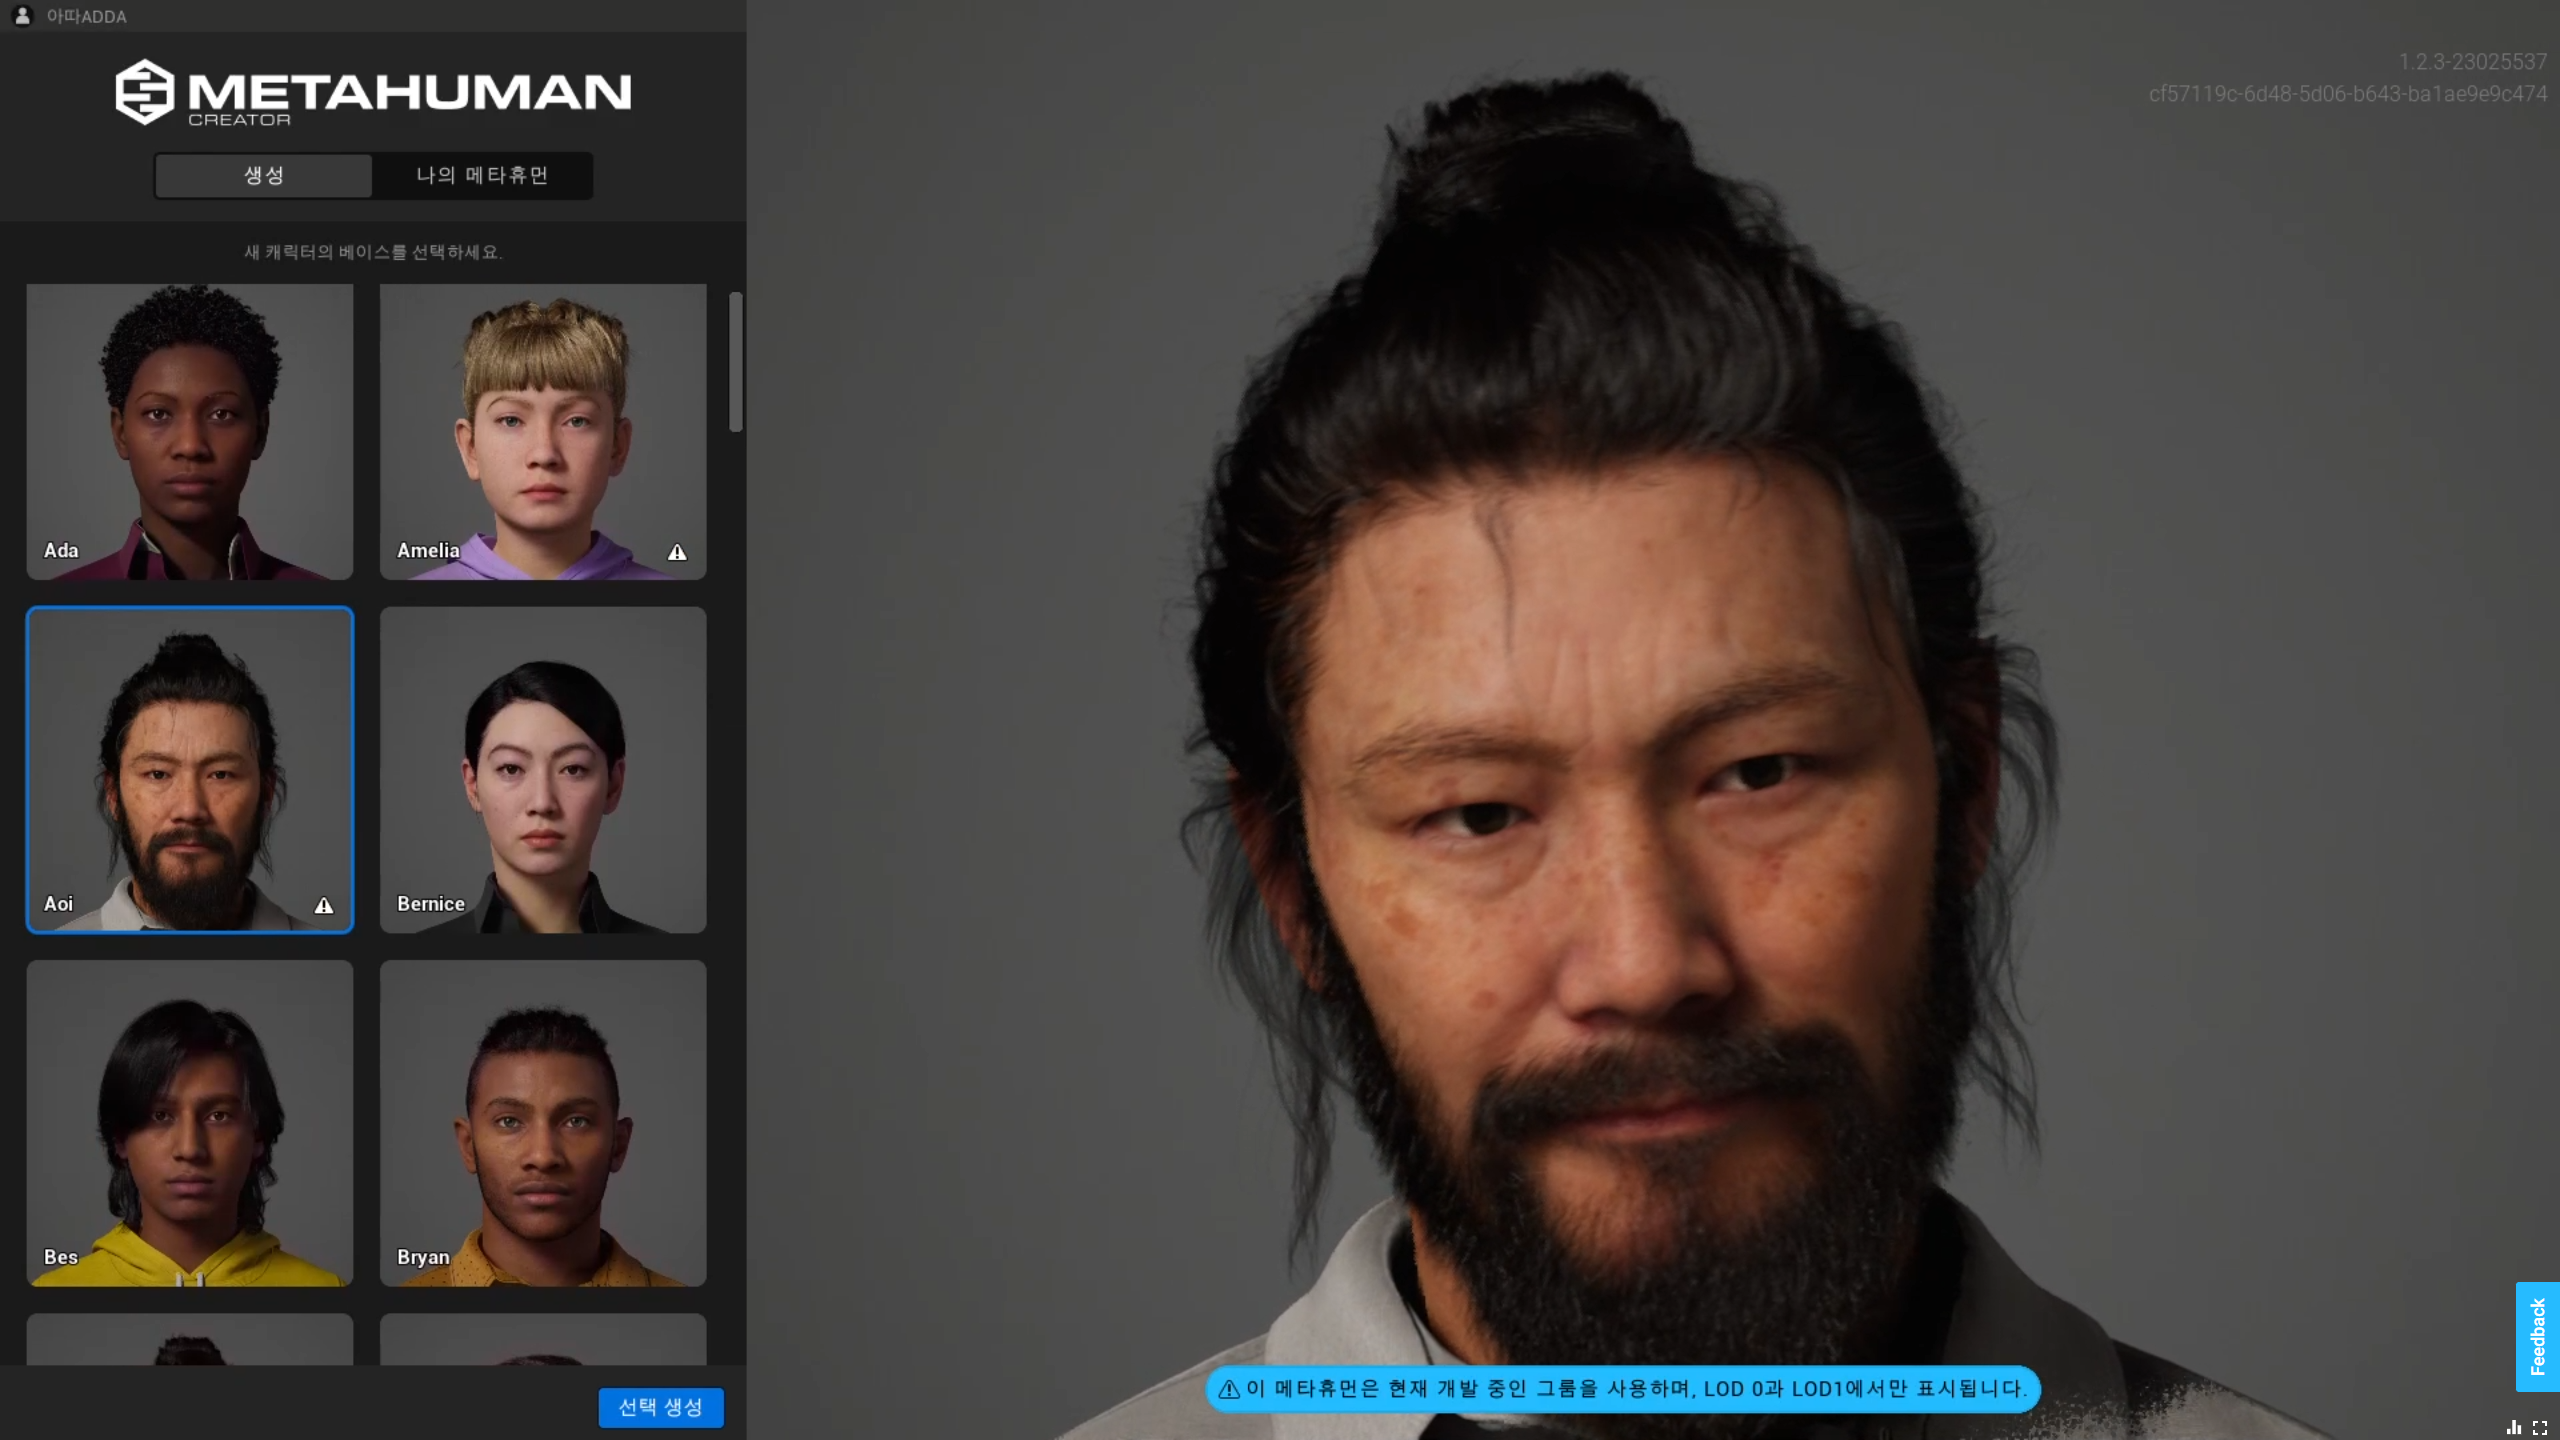 아따ADDA
METAHUMAN
CREATOR
생성
나의 메타휴먼
새 캐릭터의 베이스를 선택하세요.
Ada
Amelia
Aoi
Bernice
Bes
Bryan
선택 생성
1.2.3-23025537
cf57119c-6d48-5d06-b643-ba1ae9e9c474
이 메타휴먼은 현재 개발 중인 그룸을 사용하며, LOD 0과 LOD1에서만 표시됩니다.
Feedback